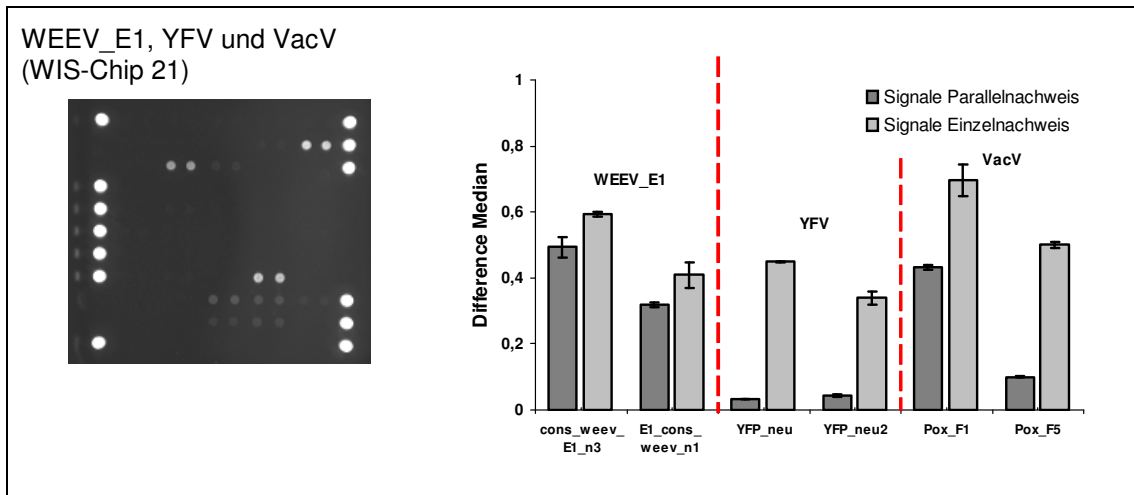 WEEV_E1, YFV und VacV
(WIS-Chip 21)
Difference Median
1
0,8
0,6
0,4
0,2
0
Signale Parallelnachweis
Signale Einzelnachweis
WEEV_E1
YFV
VacV
cons_weev_
E1_n3
E1_cons_
weev_n1
YFP_neu
YFP_neu2
Pox_F1
Pox_F5